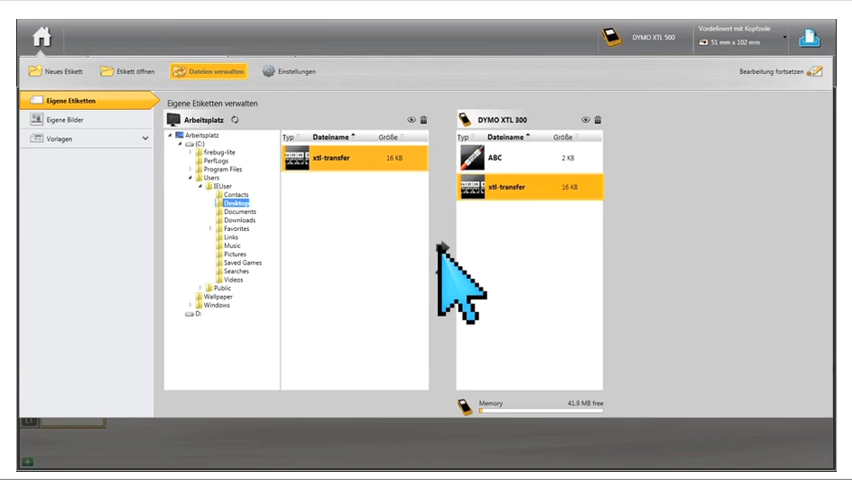 DYMO XTL 500
Vordefiniert mit Kopfzeile
51 mm x 102 mm
Neues Etikett
Etikett öffnen
Dateien verwalten
Einstellungen
Bearbeitung fortsetzen
Eigene Etiketten
Eigene Bilder
Vorlagen
Eigene Etiketten verwalten
Arbeitsplatz
Typ Dateiname Größe
xtl-transfer 16 KB
Arbeitsplatz
(C:)
firebug-lite
PerfLogs
Program Files
Users
IEUser
Contacts
Desktop
Documents
Downloads
Favorites
Links
Music
Pictures
Saved Games
Searches
Videos
Public
Wallpaper
Windows
D:
DYMO XTL 300
Typ Dateiname Größe
ABC 2 KB
xtl-transfer 16 KB
Memory 41,9 MB free